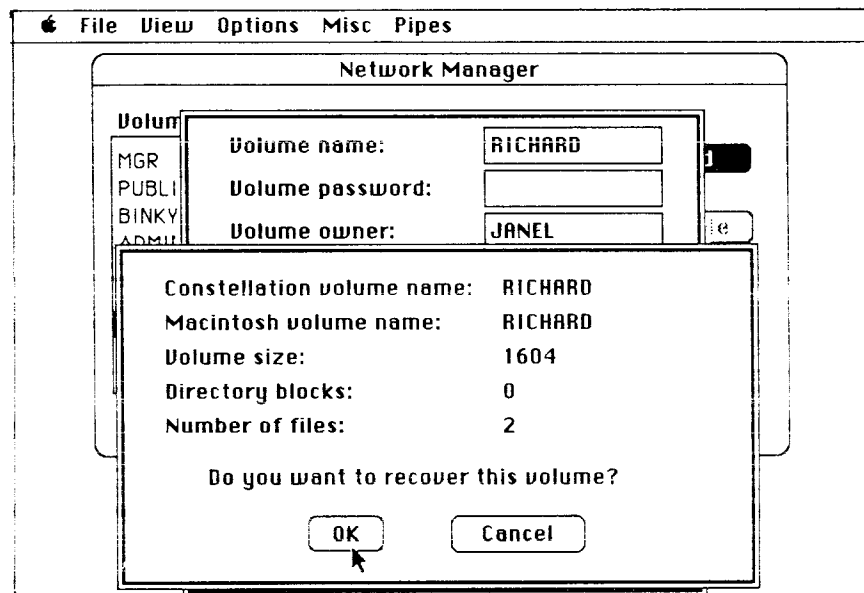 File View Options Misc Pipes
Network Manager
Volum
MGR
PUBLI
BINKY
ADMIN
Volume name: RICHARD
Volume password:
Volume owner: JANEL
Constellation volume name: RICHARD
Macintosh volume name: RICHARD
Volume size: 1604
Directory blocks: 0
Number of files: 2
Do you want to recover this volume?
OK Cancel